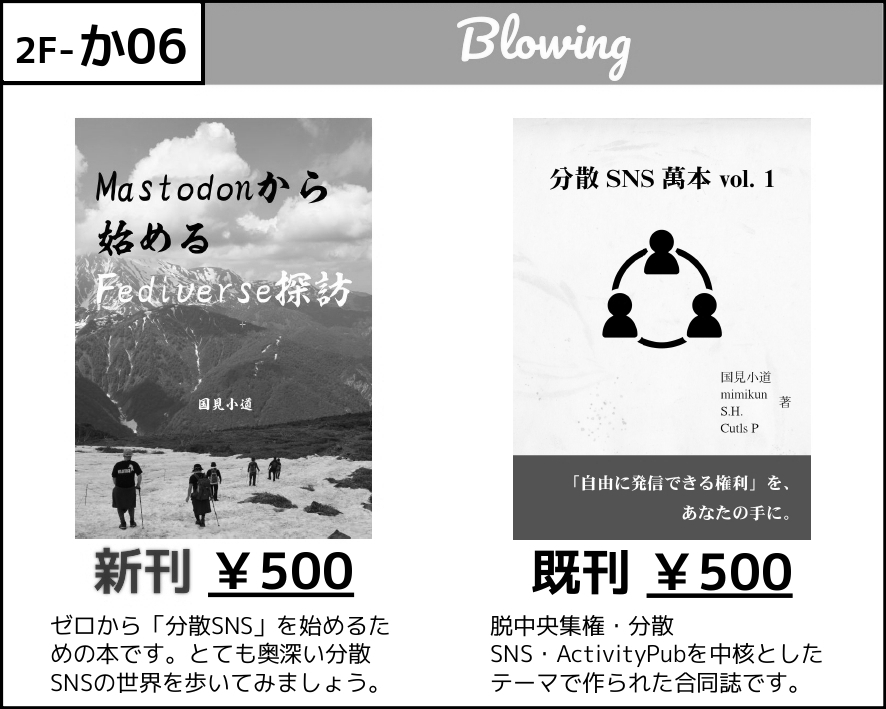 2F-か06
Blowing
Mastodonから
始める
Fediverse探訪
国見小道
新刊 ￥500
ゼロから「分散SNS」を始めるた
めの本です。とても奥深い分散
SNSの世界を歩いてみましょう。
分散 SNS 萬本 vol. 1
国見小道
mimikun
S.H.
Cutls P
著
「自由に発信できる権利」を、
あなたの手に。
既刊 ￥500
脱中央集権・分散
SNS・ActivityPubを中核とした
テーマで作られた合同誌です。